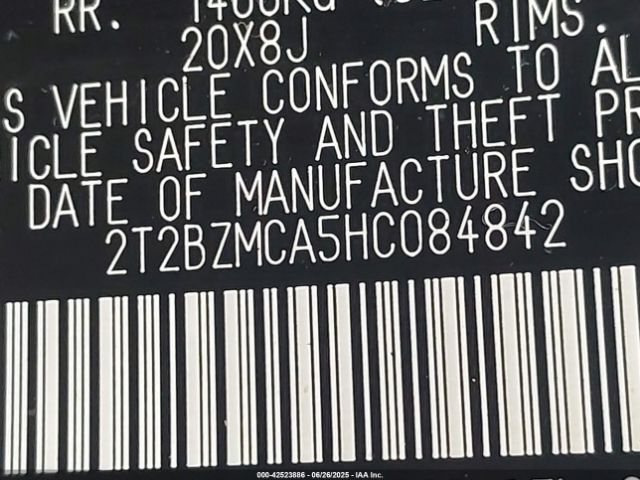 RR.
20X8J RIMS.
S VEHICLE CONFORMS TO AL
ICLE SAFETY AND THEFT PR
DATE OF MANUFACTURE SHO
2T2BZMCA5HC084842
000-42523886 - 06/26/2025 - IAA Inc.